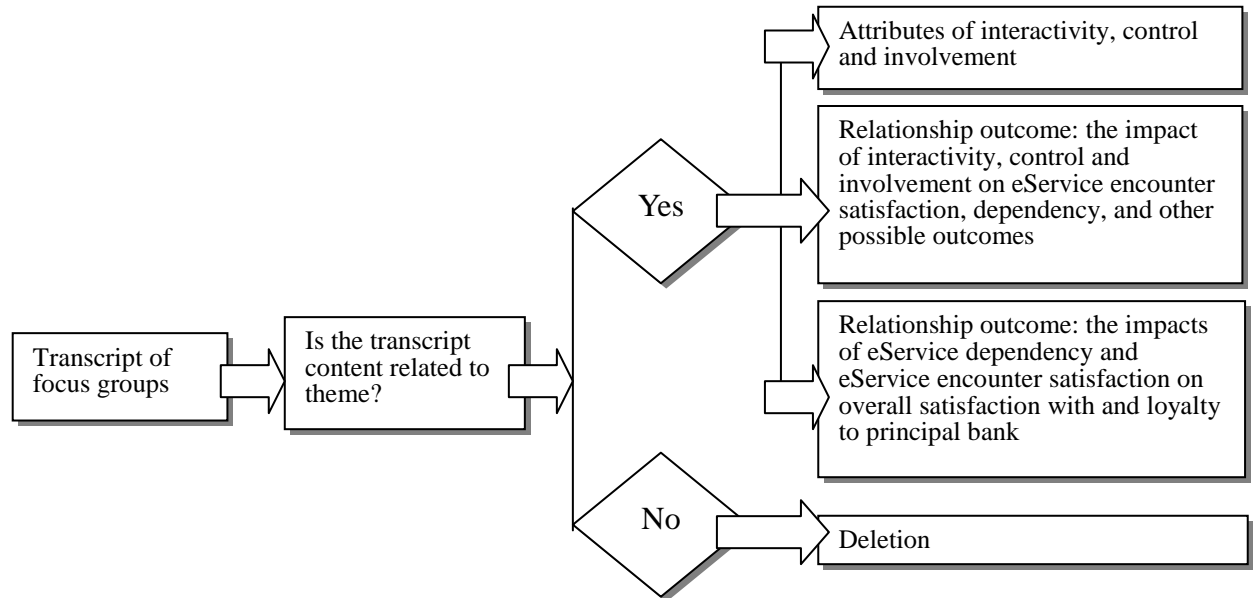 Transcript of
focus groups
Is the transcript
content related to
theme?
Yes
Attributes of interactivity, control
and involvement
Relationship outcome: the impact
of interactivity, control and
involvement on eService encounter
satisfaction, dependency, and other
possible outcomes
Relationship outcome: the impacts
of eService dependency and
eService encounter satisfaction on
overall satisfaction with and loyalty
to principal bank
No
Deletion